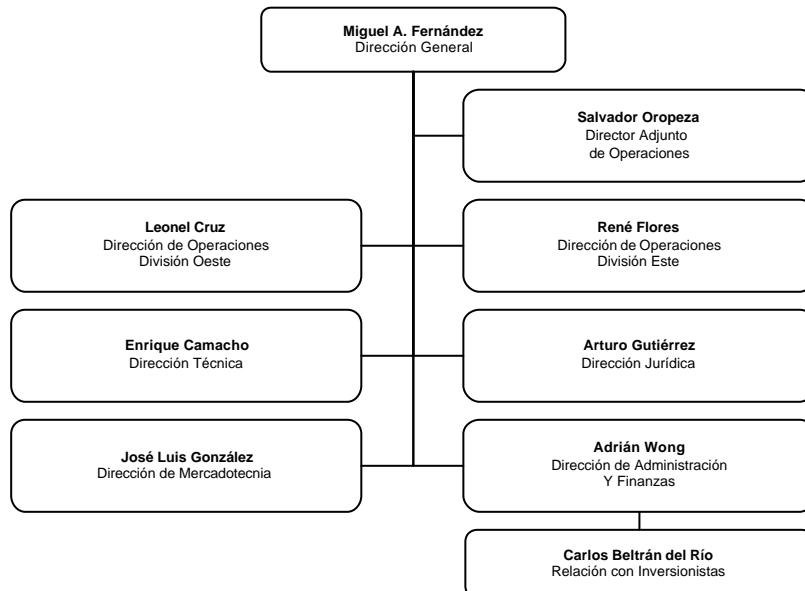 Miguel A. Fernández
Dirección General
Salvador Oropeza
Director Adjunto
de Operaciones
Leonel Cruz
Dirección de Operaciones
División Oeste
René Flores
Dirección de Operaciones
División Este
Enrique Camacho
Dirección Técnica
Arturo Gutiérrez
Dirección Jurídica
José Luis González
Dirección de Mercadotecnia
Adrián Wong
Dirección de Administración
Y Finanzas
Carlos Beltrán del Río
Relación con Inversionistas